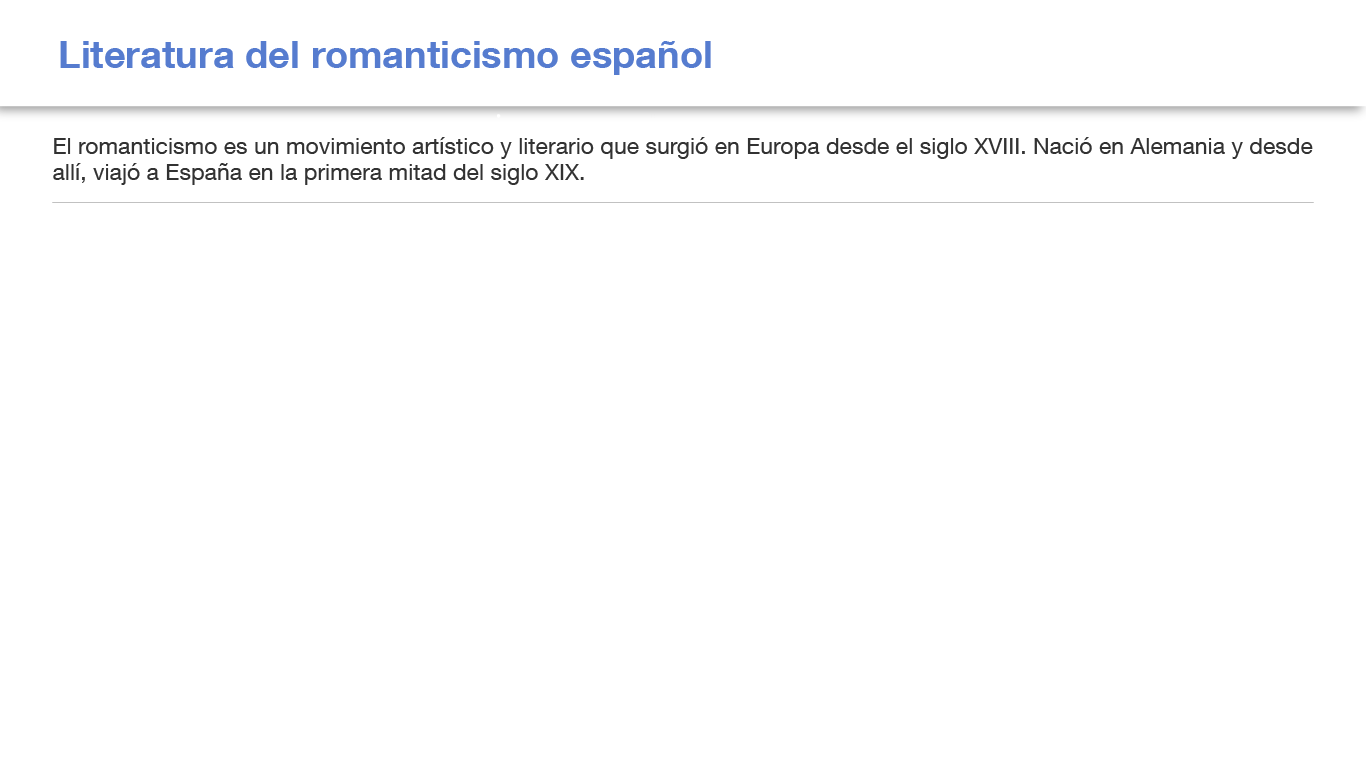 Literatura del romanticismo español
El romanticismo es un movimiento artístico y literario que surgió en Europa desde el siglo XVIII. Nació en Alemania y desde
allí, viajó a España en la primera mitad del siglo XIX.